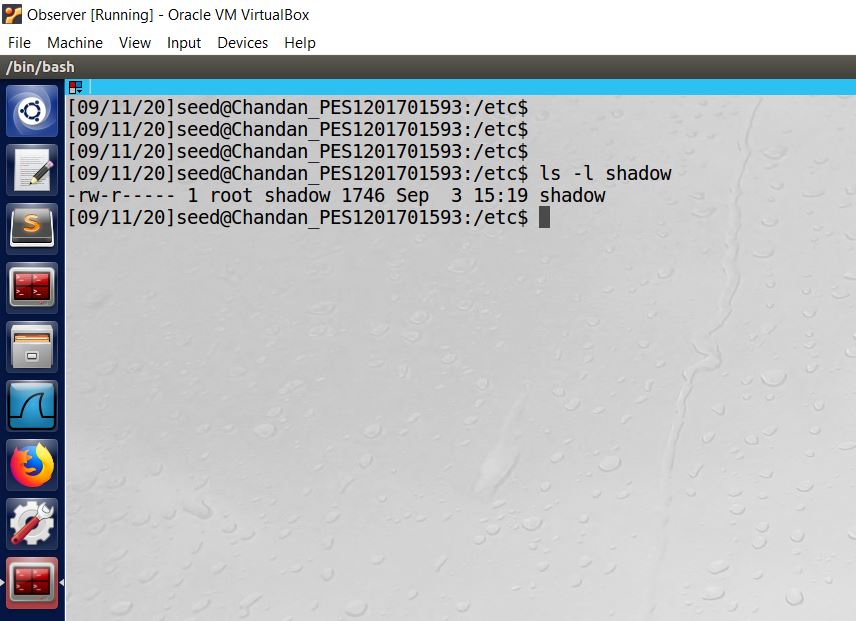 Observer [Running] - Oracle VM VirtualBox
File Machine View Input Devices Help
/bin/bash
[09/11/20]seed@Chandan_PES1201701593:/etc$
[09/11/20]seed@Chandan_PES1201701593:/etc$
[09/11/20]seed@Chandan_PES1201701593:/etc$
[09/11/20]seed@Chandan_PES1201701593:/etc$ ls -l shadow
-rw-r----- 1 root shadow 1746 Sep  3 15:19 shadow
[09/11/20]seed@Chandan_PES1201701593:/etc$